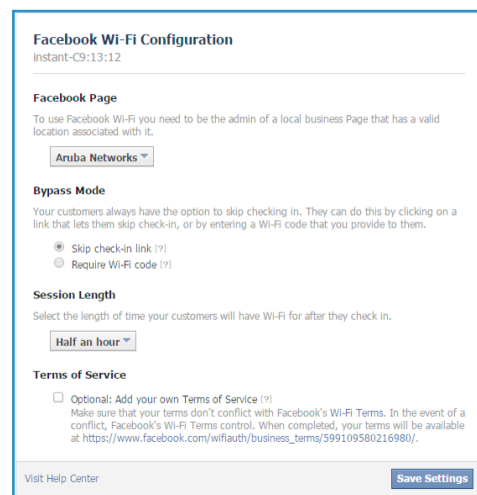 Facebook Wi-Fi Configuration
instant-C9:13:12
Facebook Page
To use Facebook Wi-Fi you need to be the admin of a local business Page that has a valid
location associated with it.
Aruba Networks
Bypass Mode
Your customers always have the option to skip checking in. They can do this by clicking on a
link that lets them skip check-in, or by entering a Wi-Fi code that you provide to them.
Skip check-in link [?]
Require Wi-Fi code [?]
Session Length
Select the length of time your customers will have Wi-Fi for after they check in.
Half an hour
Terms of Service
Optional: Add your own Terms of Service [?]
Make sure that your terms don't conflict with Facebook's Wi-Fi Terms. In the event of a
conflict, Facebook's Wi-Fi Terms control. When completed, your terms will be available
at https://www.facebook.com/wifiauth/business_terms/599109580216980/.
Visit Help Center
Save Settings